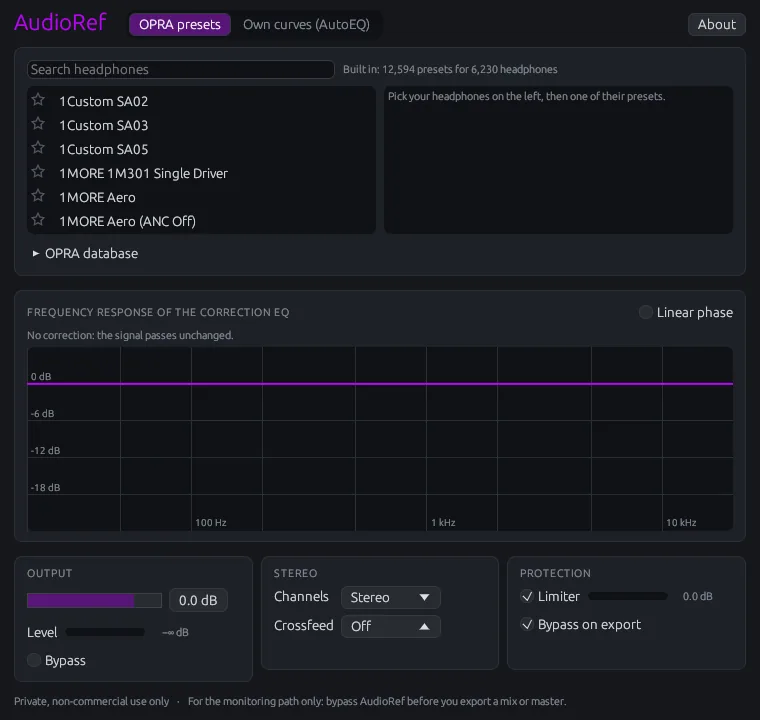 AudioRef
OPRA presets
Own curves (AutoEQ)
About
Search headphones
Built in: 12,594 presets for 6,230 headphones
1Custom SA02
1Custom SA03
1Custom SA05
1MORE 1M301 Single Driver
1MORE Aero
1MORE Aero (ANC Off)
Pick your headphones on the left, then one of their presets.
OPRA database
FREQUENCY RESPONSE OF THE CORRECTION EQ
Linear phase
No correction: the signal passes unchanged.
0 dB
-6 dB
-12 dB
-18 dB
100 Hz
1 kHz
10 kHz
OUTPUT
0.0 dB
Level
−∞ dB
Bypass
STEREO
Channels
Stereo
Crossfeed
Off
PROTECTION
Limiter
0.0 dB
Bypass on export
Private, non-commercial use only · For the monitoring path only: bypass AudioRef before you export a mix or master.